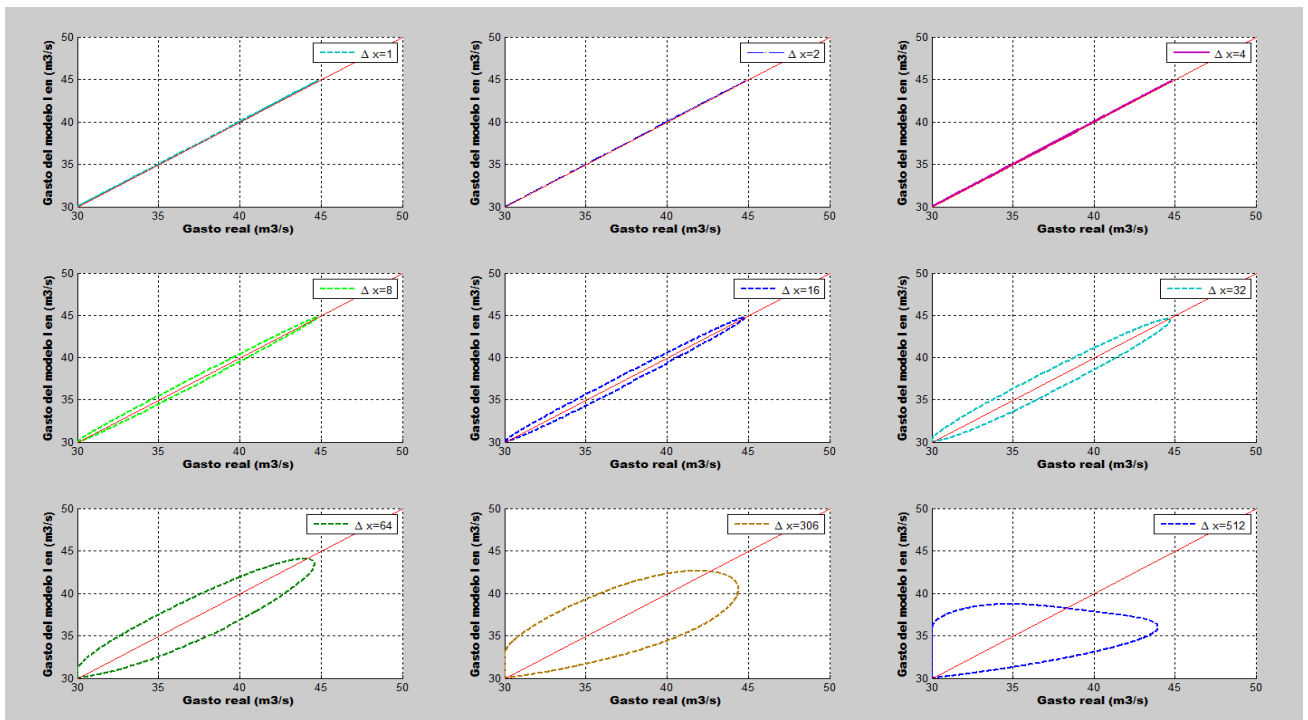 Gasto del modelo I en (m3/s)
50
45
40
35
30
Δ x=1
30 35 40 45 50
Gasto real (m3/s)
Gasto del modelo I en (m3/s)
50
45
40
35
30
Δ x=2
30 35 40 45 50
Gasto real (m3/s)
Gasto del modelo I en (m3/s)
50
45
40
35
30
Δ x=4
30 35 40 45 50
Gasto real (m3/s)
Gasto del modelo I en (m3/s)
50
45
40
35
30
Δ x=8
30 35 40 45 50
Gasto real (m3/s)
Gasto del modelo I en (m3/s)
50
45
40
35
30
Δ x=16
30 35 40 45 50
Gasto real (m3/s)
Gasto del modelo I en (m3/s)
50
45
40
35
30
Δ x=32
30 35 40 45 50
Gasto real (m3/s)
Gasto del modelo I en (m3/s)
50
45
40
35
30
Δ x=64
30 35 40 45 50
Gasto real (m3/s)
Gasto del modelo I en (m3/s)
50
45
40
35
30
Δ x=306
30 35 40 45 50
Gasto real (m3/s)
Gasto del modelo I en (m3/s)
50
45
40
35
30
Δ x=512
30 35 40 45 50
Gasto real (m3/s)